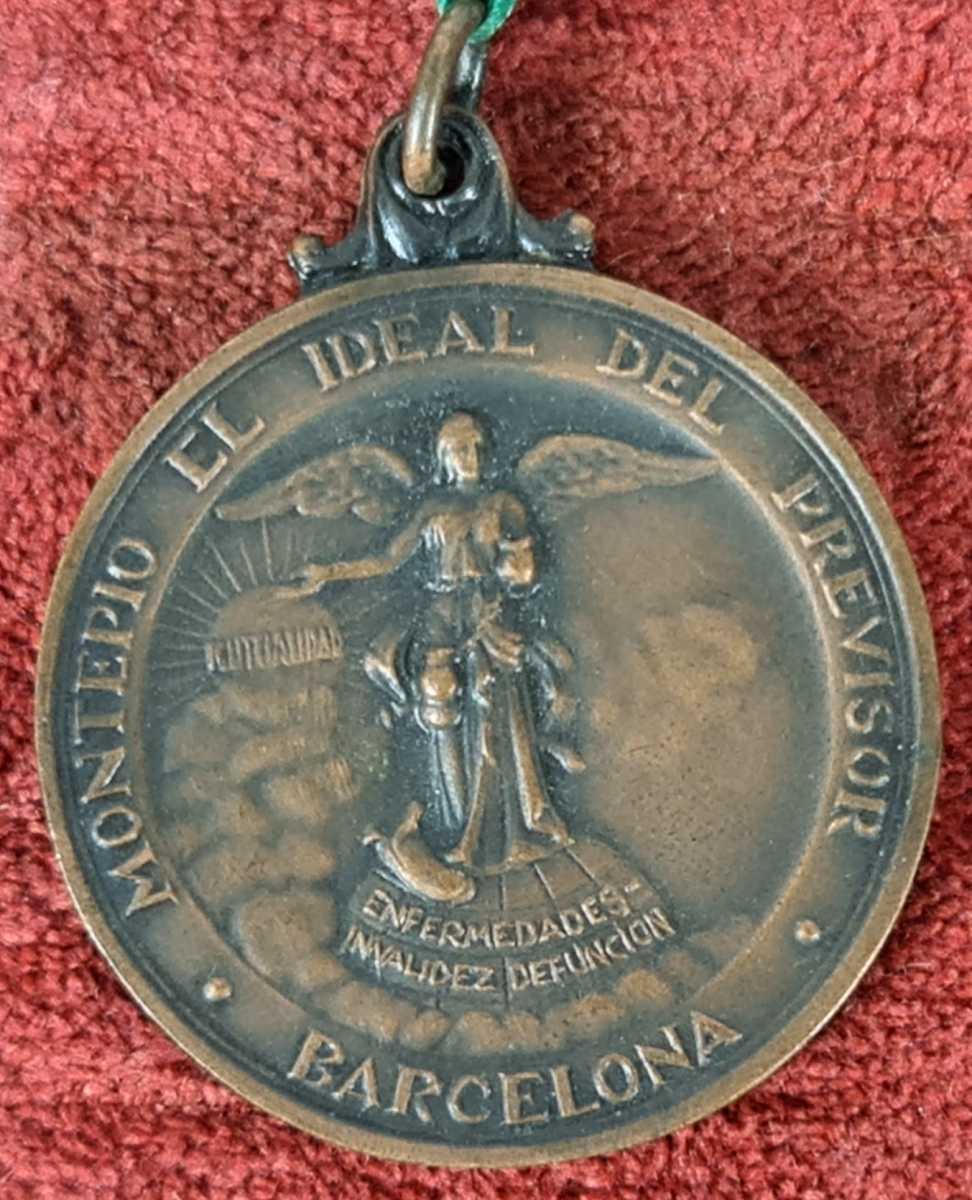 MONTEPIO EL IDEAL DEL PREVISOR
MUTUALIDAD
ENFERMEDADES-
INVALIDEZ DEFUNCION
BARCELONA